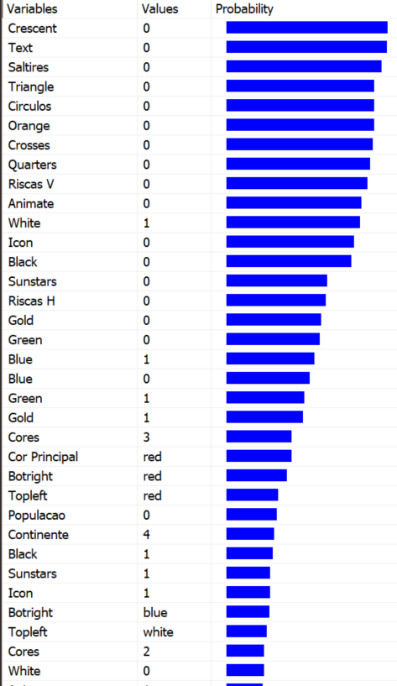 Variables Values Probability
Crescent 0
Text 0
Saltires 0
Triangle 0
Circulos 0
Orange 0
Crosses 0
Quarters 0
Riscas V 0
Animate 0
White 1
Icon 0
Black 0
Sunstars 0
Riscas H 0
Gold 0
Green 0
Blue 1
Blue 0
Green 1
Gold 1
Cores 3
Cor Principal red
Botright red
Topleft red
Populacao 0
Continente 4
Black 1
Sunstars 1
Icon 1
Botright blue
Topleft white
Cores 2
White 0